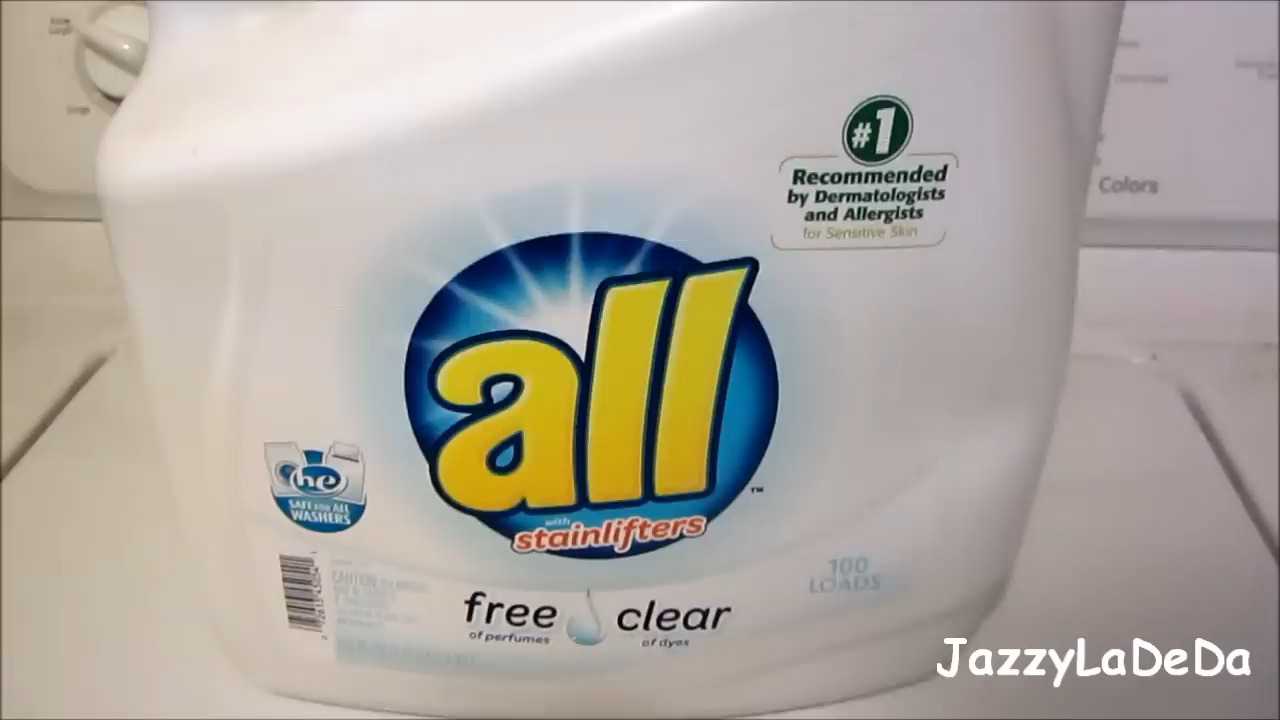 #1
Recommended
by Dermatologists
and Allergists
for Sensitive Skin
Colors
all
™
with
stainlifters
he
SAFE FOR ALL
WASHERS
CAUTION
100
LOADS
free clear
of perfumes of dyes
JazzyLaDeDa